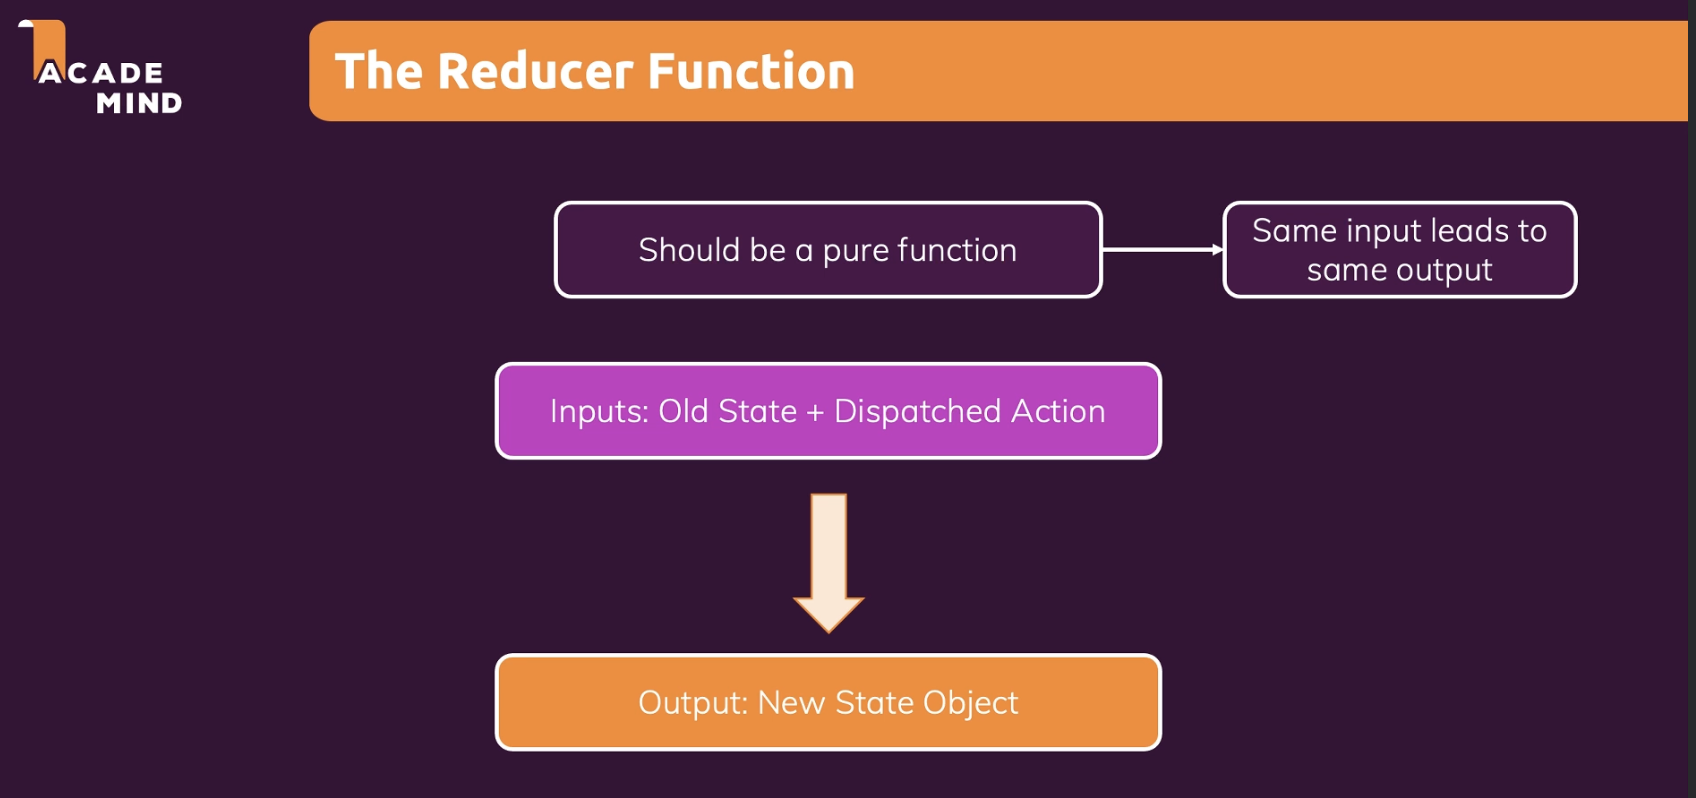 ACADE
MIND
The Reducer Function
Should be a pure function
Same input leads to
same output
Inputs: Old State + Dispatched Action
Output: New State Object